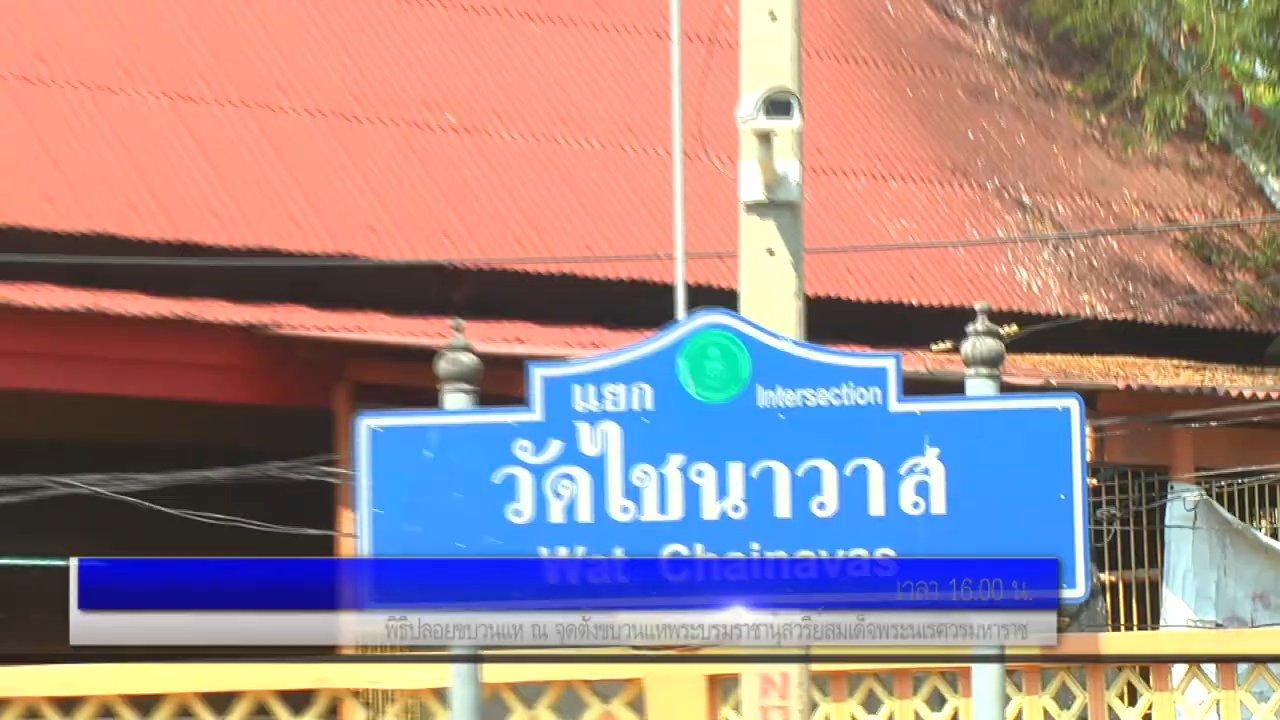 แยก Intersection
วัดไชนาวาส
Wat Chainavas
เวลา 16.00 น.
พิธีปล่อยขบวนแห่ ณ จุดตั้งขบวนแห่พระบรมราชานุสาวรีย์สมเด็จพระนเรศวรมหาราช